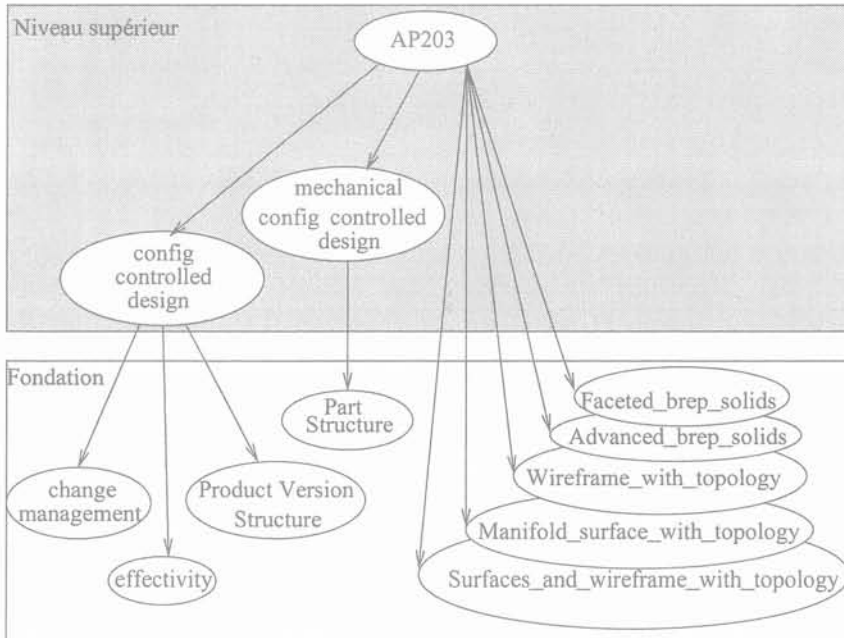 Niveau supérieur
AP203
mechanical
config controlled
design
config
controlled
design
Fondation
Part
Structure
Faceted_brep_solids
Advanced_brep_solids
Wireframe_with_topology
change
management
Product Version
Structure
Manifold_surface_with_topology
effectivity
Surfaces_and_wireframe_with_topology